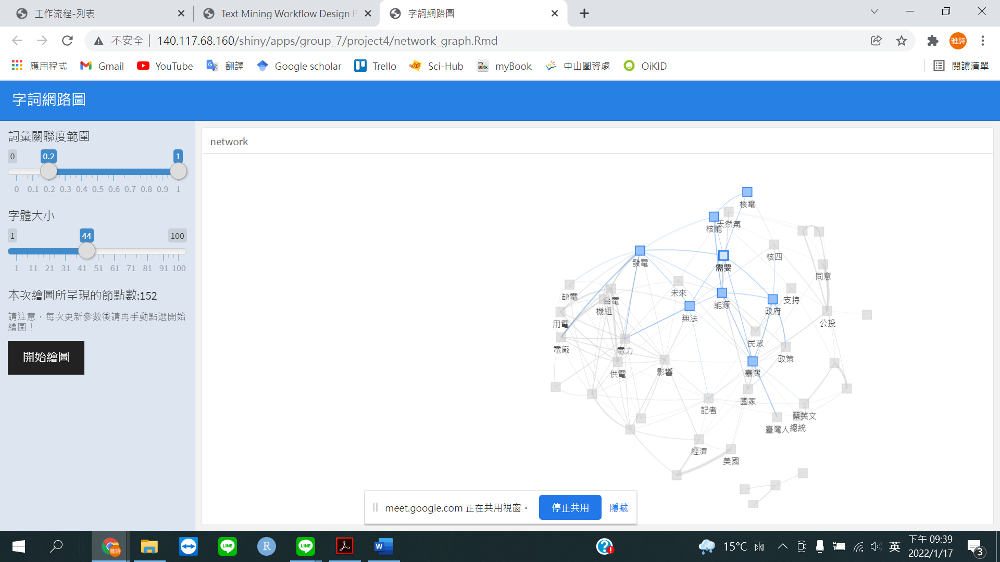 工作流程-列表
Text Mining Workflow Design P
字詞網路圖
不安全 140.117.68.160/shiny/apps/group_7/project4/network_graph.Rmd
雅詩
應用程式 Gmail YouTube 翻譯 Google scholar Trello Sci-Hub myBook 中山圖資處 OiKID 閱讀清單
字詞網路圖
詞彙關聯度範圍
0 0.2 1
0 0.1 0.2 0.3 0.4 0.5 0.6 0.7 0.8 0.9 1
字體大小
1 44 100
1 11 21 31 41 51 61 71 81 91 100
本次繪圖所呈現的節點數:152
請注意，每次更新參數後請再手動點選開始
繪圖！
開始繪圖
network
核電
天然氣
核能
核四
發電
需要
同意
未來
缺電
台電
能源
支持
機組
政府
無法
用電
公投
民眾
電廠
電力
政策
供電
影響
臺灣
國家
記者
蔡英文
臺灣人
總統
經濟
美國
meet.google.com 正在共用視窗。 停止共用 隱藏
雅詩
LINE
R
LINE
W
15°C 雨
英
下午 09:39
2022/1/17
3